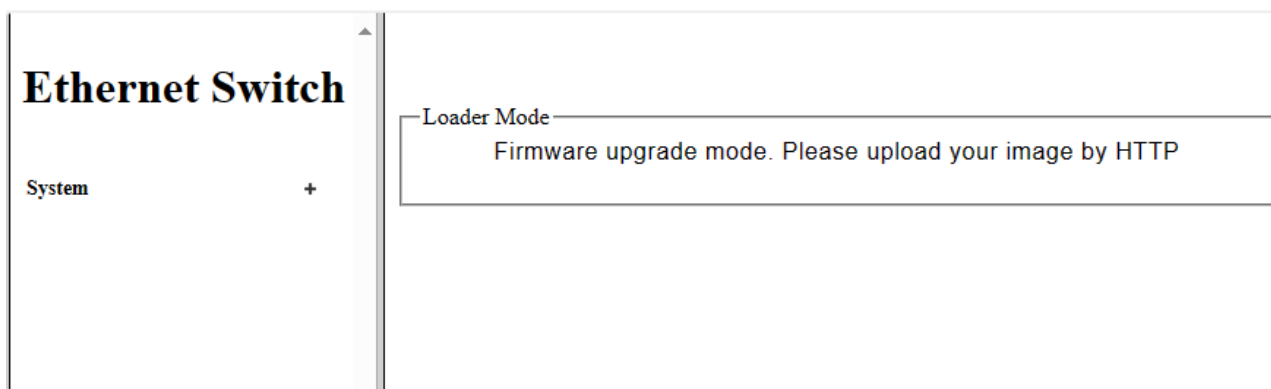 Ethernet Switch
System +
Loader Mode
Firmware upgrade mode. Please upload your image by HTTP